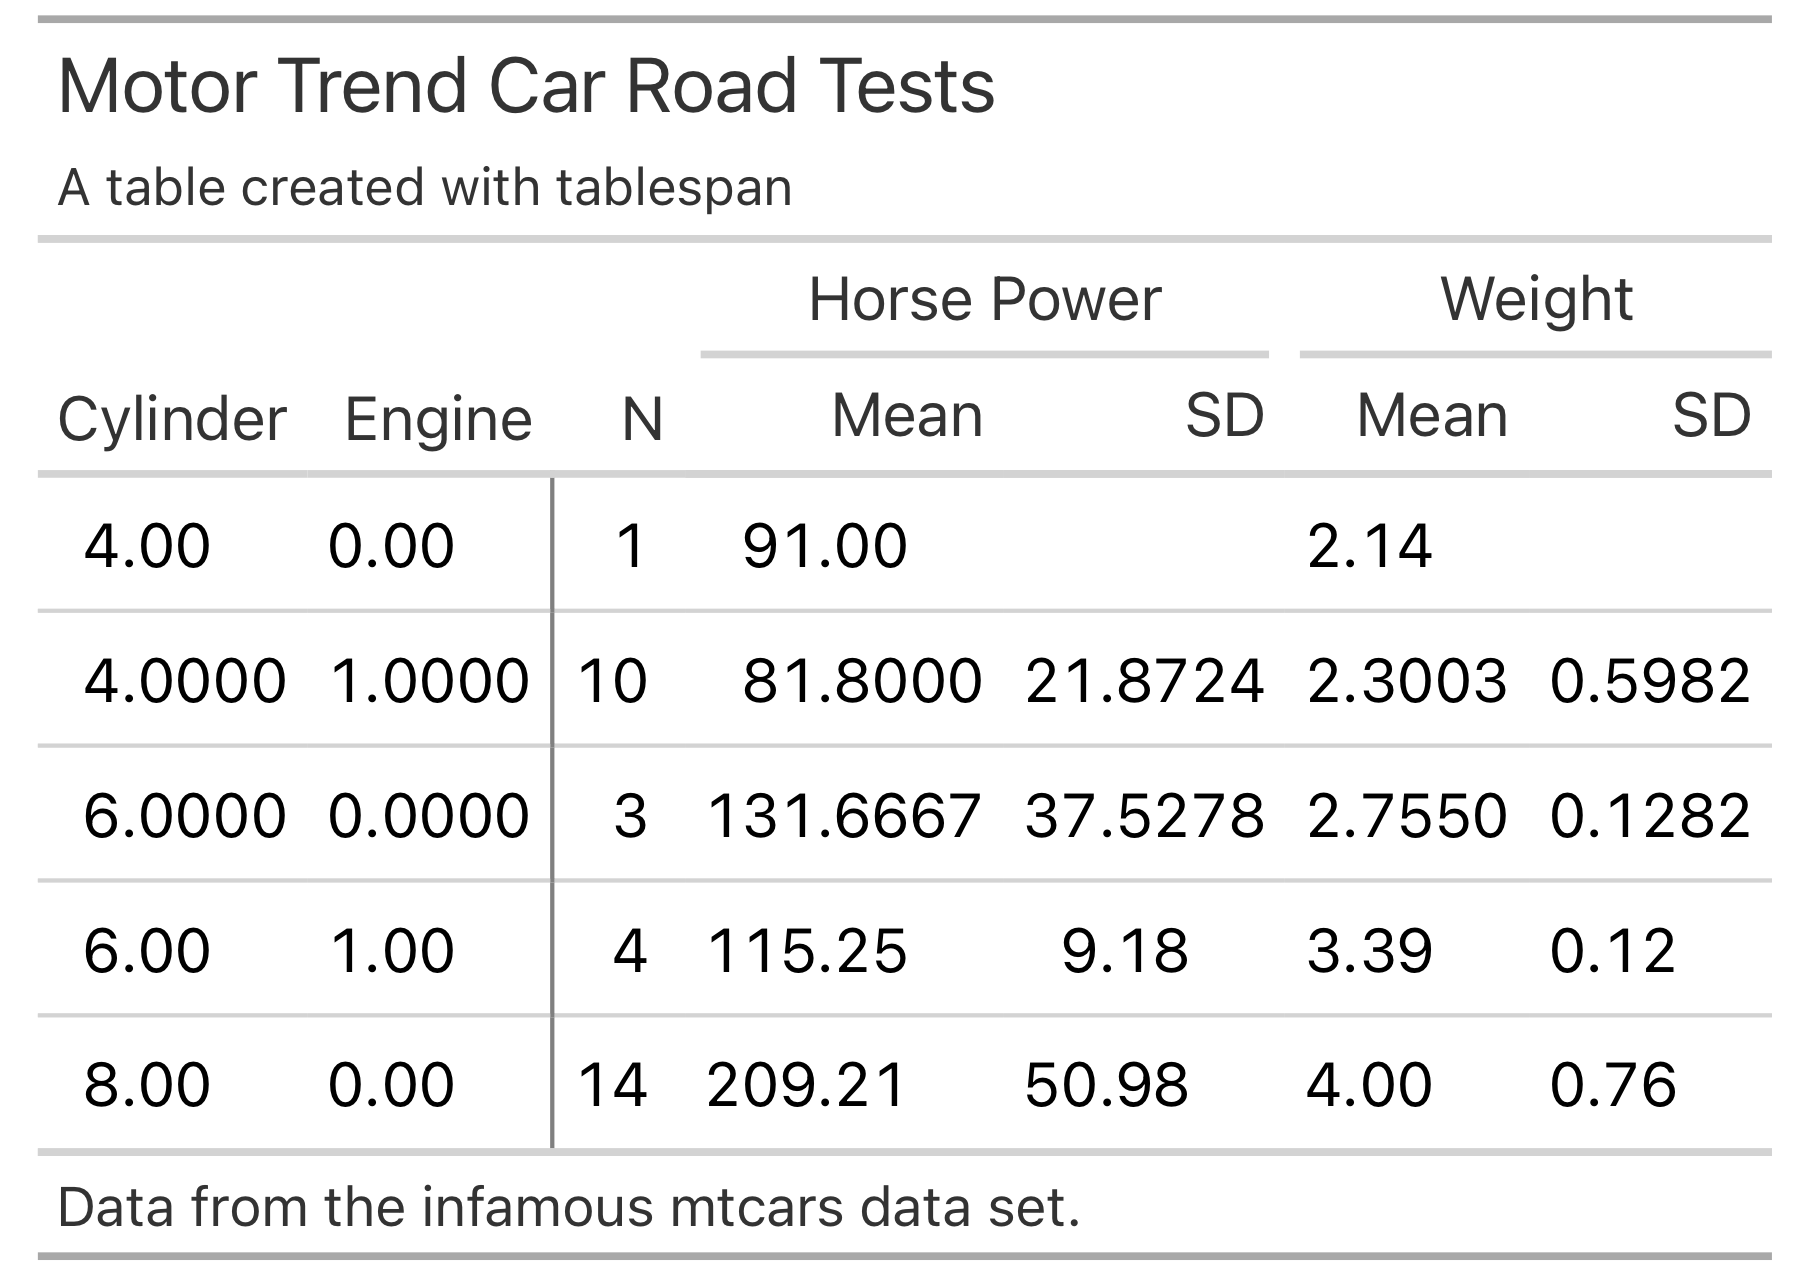 Motor Trend Car Road Tests
A table created with tablespan
Horse Power Weight
Cylinder Engine N Mean SD Mean SD
4.00 0.00 1 91.00 2.14
4.0000 1.0000 10 81.8000 21.8724 2.3003 0.5982
6.0000 0.0000 3 131.6667 37.5278 2.7550 0.1282
6.00 1.00 4 115.25 9.18 3.39 0.12
8.00 0.00 14 209.21 50.98 4.00 0.76
Data from the infamous mtcars data set.